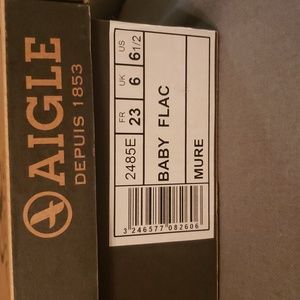 AIGLE
DEPUIS 1853
2485E
FR
23
UK
6
US
6 1/2
BABY FLAC
MURE
3 246577 082606